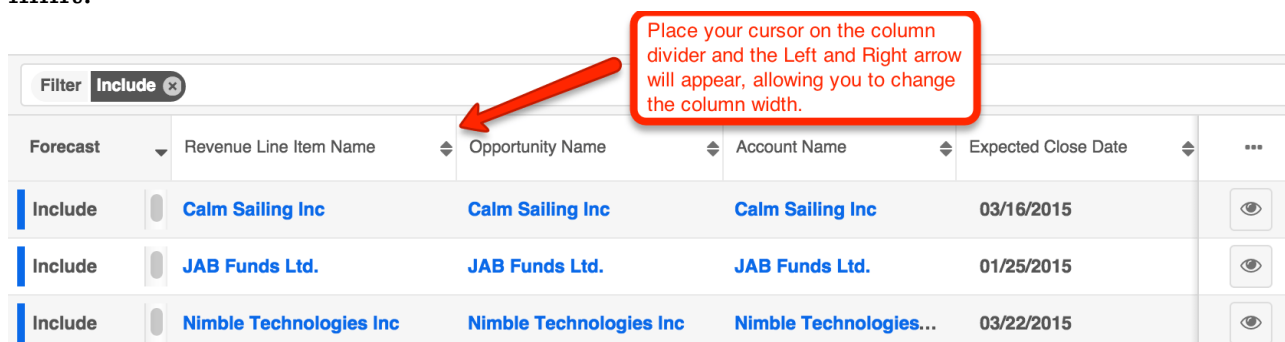 Place your cursor on the column
divider and the Left and Right arrow
will appear, allowing you to change
the column width.
Filter Include
Forecast Revenue Line Item Name Opportunity Name Account Name Expected Close Date
Include Calm Sailing Inc Calm Sailing Inc Calm Sailing Inc 03/16/2015
Include JAB Funds Ltd. JAB Funds Ltd. JAB Funds Ltd. 01/25/2015
Include Nimble Technologies Inc Nimble Technologies Inc Nimble Technologies... 03/22/2015